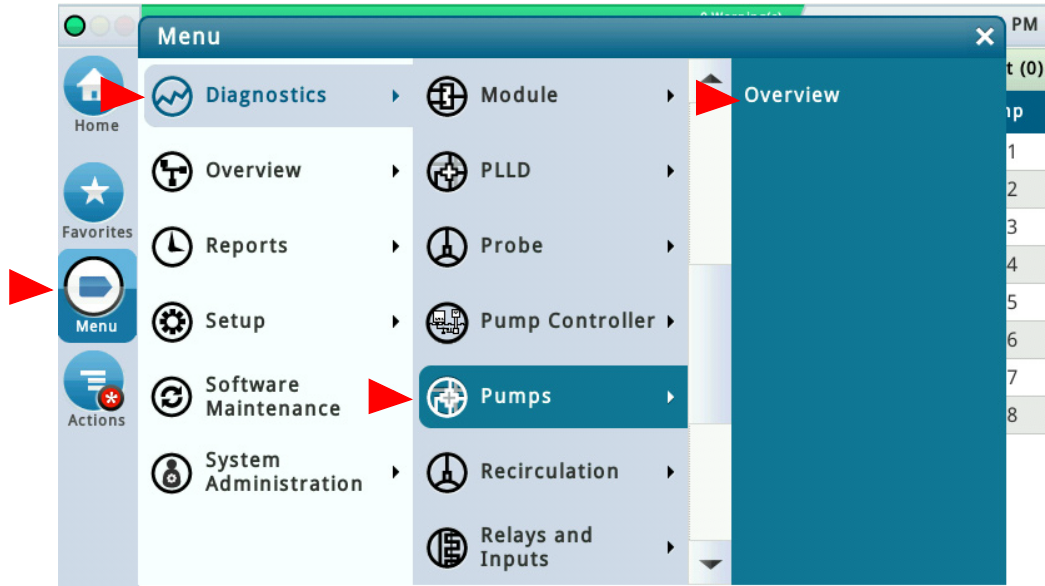 PM
Menu
t (0)
Home
Diagnostics
Module
Overview
1
Overview
PLLD
2
Favorites
3
Reports
Probe
4
Menu
5
Setup
Pump Controller
6
7
Software
Maintenance
Pumps
8
Actions
System
Administration
Recirculation
Relays and
Inputs